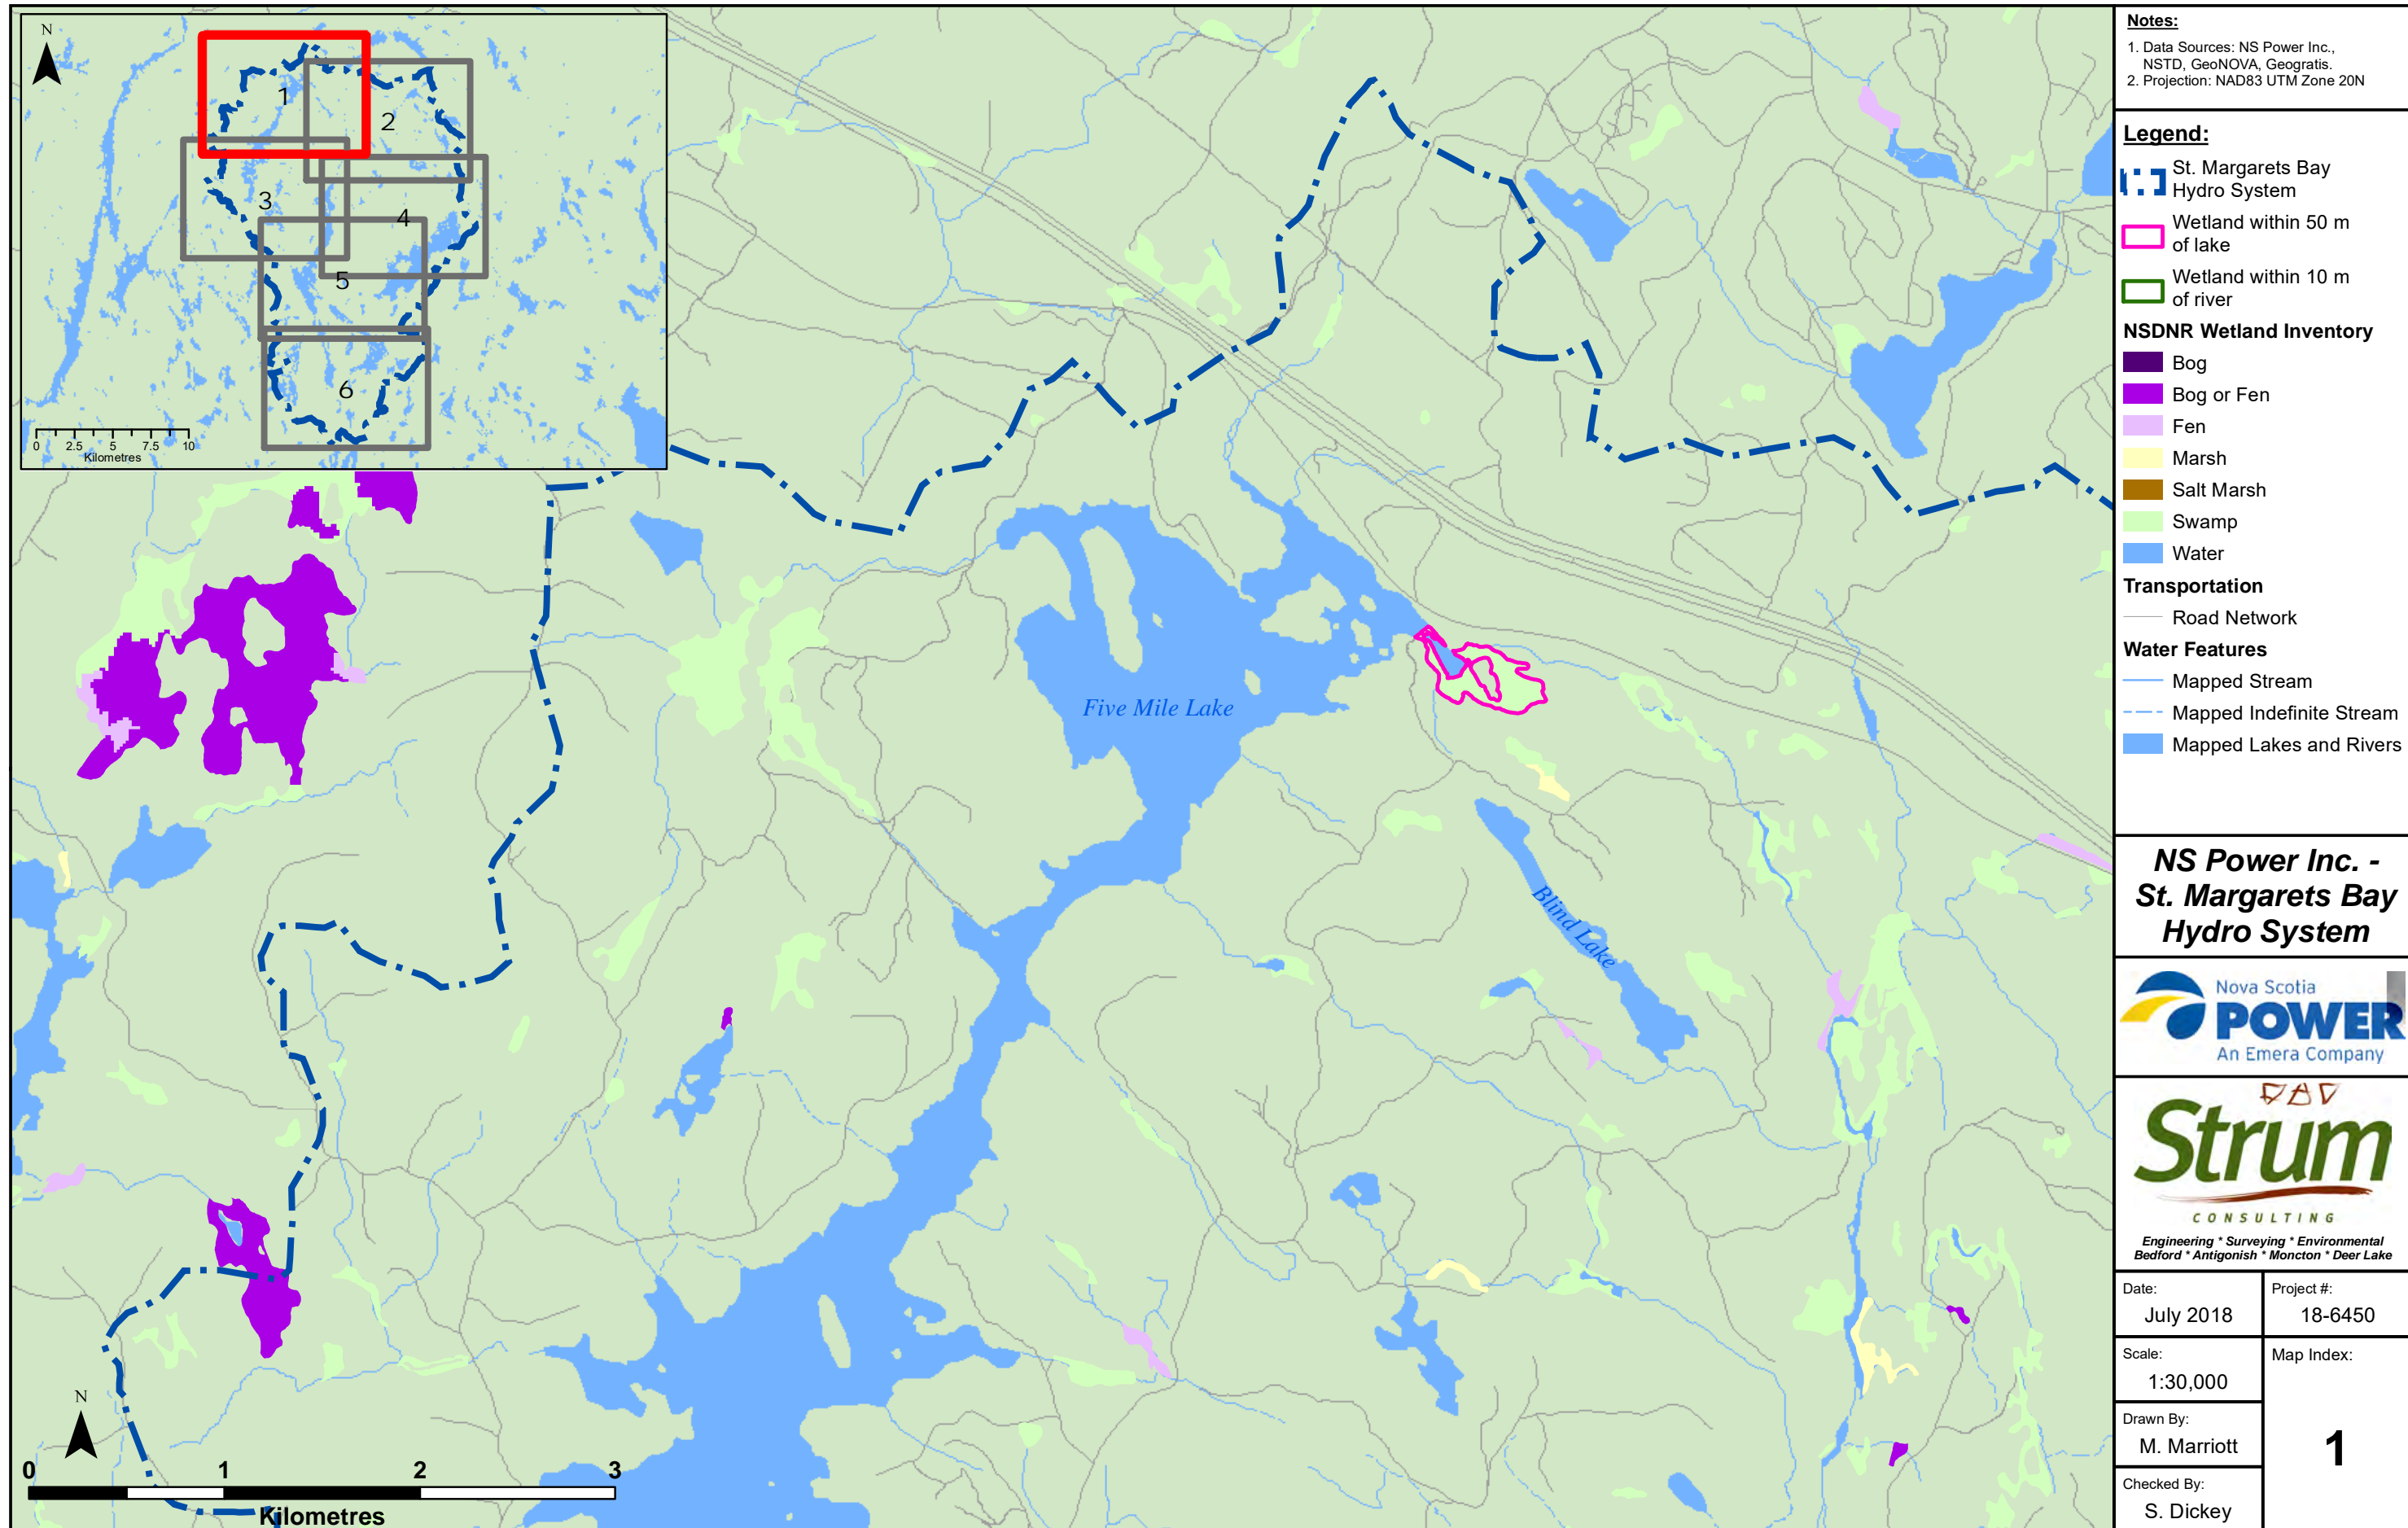 N
1
2
3
4
5
6
0 2.5 5 7.5 10
Kilometres
Five Mile Lake
Blind Lake
N
0 1 2 3
Kilometres
Notes:
1. Data Sources: NS Power Inc.,
NSTD, GeoNOVA, Geogratis.
2. Projection: NAD83 UTM Zone 20N
Legend:
St. Margarets Bay
Hydro System
Wetland within 50 m
of lake
Wetland within 10 m
of river
NSDNR Wetland Inventory
Bog
Bog or Fen
Fen
Marsh
Salt Marsh
Swamp
Water
Transportation
Road Network
Water Features
Mapped Stream
Mapped Indefinite Stream
Mapped Lakes and Rivers
NS Power Inc. -
St. Margarets Bay
Hydro System
Nova Scotia
POWER
An Emera Company
Strum
CONSULTING
Engineering * Surveying * Environmental
Bedford * Antigonish * Moncton * Deer Lake
Date:
July 2018
Project #:
18-6450
Scale:
1:30,000
Map Index:
1
Drawn By:
M. Marriott
Checked By:
S. Dickey